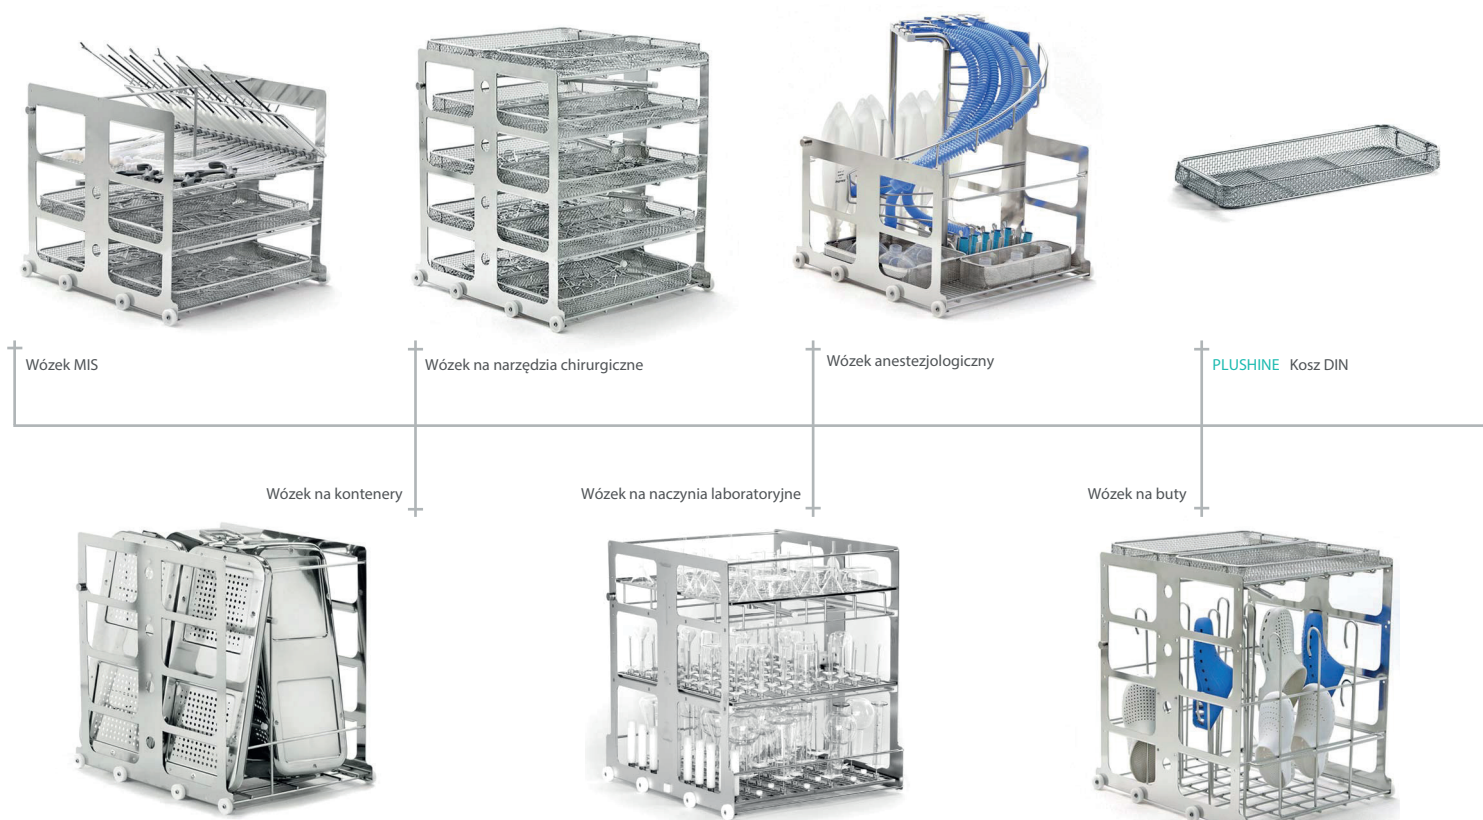 Wózek MIS
Wózek na narzędzia chirurgiczne
Wózek anestezjologiczny
PLUSHINE Kosz DIN
Wózek na kontenery
Wózek na naczynia laboratoryjne
Wózek na buty